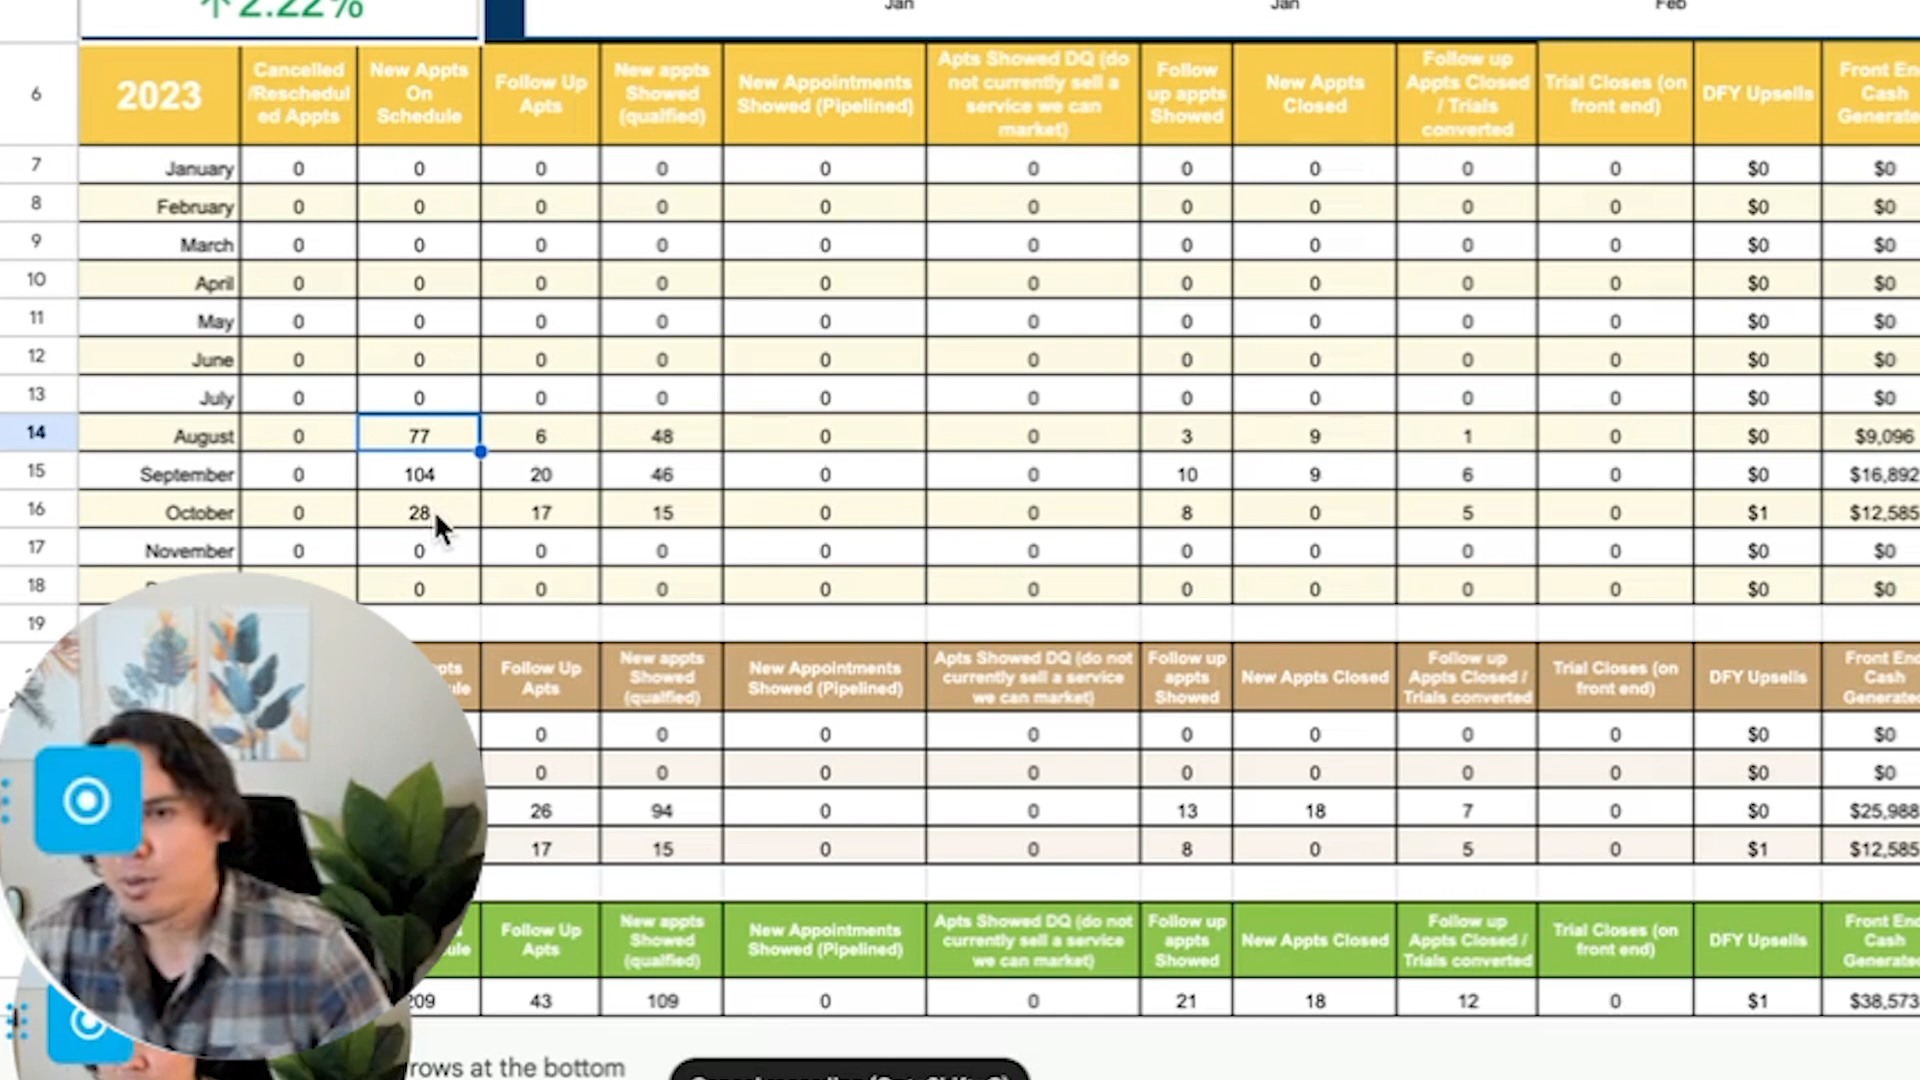 ↑2.22%
Jan Jan Feb
6 2023 Cancelled /Reschedul ed Appts New Appts On Schedule Follow Up Apts New appts Showed (qualfied) New Appointments Showed (Pipelined) Apts Showed DQ (do not currently sell a service we can market) Follow up appts Showed New Appts Closed Follow up Appts Closed / Trials converted Trial Closes (on front end) DFY Upsells Front End Cash Generate
7 January 0 0 0 0 0 0 0 0 0 0 $0 $0
8 February 0 0 0 0 0 0 0 0 0 0 $0 $0
9 March 0 0 0 0 0 0 0 0 0 0 $0 $0
10 April 0 0 0 0 0 0 0 0 0 0 $0 $0
11 May 0 0 0 0 0 0 0 0 0 0 $0 $0
12 June 0 0 0 0 0 0 0 0 0 0 $0 $0
13 July 0 0 0 0 0 0 0 0 0 0 $0 $0
14 August 0 77 6 48 0 0 3 9 1 0 $0 $9,096
15 September 0 104 20 46 0 0 10 9 6 0 $0 $16,892
16 October 0 28 17 15 0 0 8 0 5 0 $1 $12,585
17 November 0 0 0 0 0 0 0 0 0 0 $0 $0
18 0 0 0 0 0 0 0 0 0 $0 $0
19
Follow Up Apts New appts Showed (qualfied) New Appointments Showed (Pipelined) Apts Showed DQ (do not currently sell a service we can market) Follow up appts Showed New Appts Closed Follow up Appts Closed / Trials converted Trial Closes (on front end) DFY Upsells Front End Cash Generate
0 0 0 0 0 0 0 0 $0 $0
0 0 0 0 0 0 0 0 $0 $0
26 94 0 0 13 18 7 0 $0 $25,988
17 15 0 0 8 0 5 0 $1 $12,585
Follow Up Apts New appts Showed (qualfied) New Appointments Showed (Pipelined) Apts Showed DQ (do not currently sell a service we can market) Follow up appts Showed New Appts Closed Follow up Appts Closed / Trials converted Trial Closes (on front end) DFY Upsells Front End Cash Generate
209 43 109 0 0 21 18 12 0 $1 $38,573
rows at the bottom